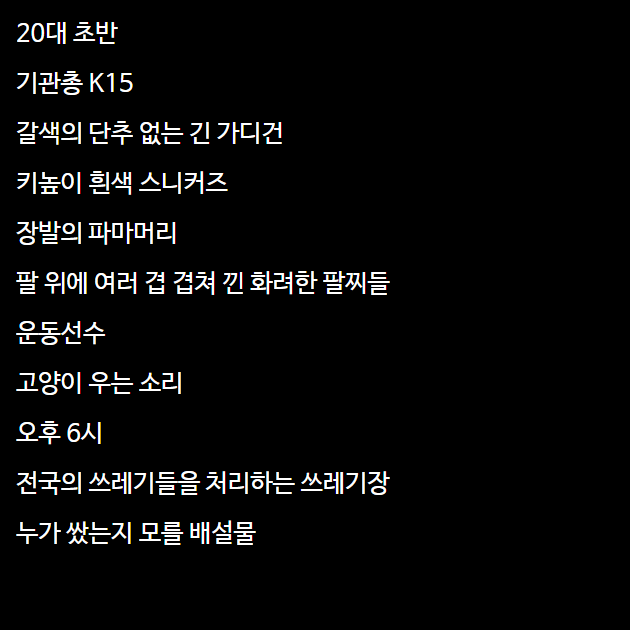 20대 초반
기관총 K15
갈색의 단추 없는 긴 가디건
키높이 흰색 스니커즈
장발의 파마머리
팔 위에 여러 겹 겹쳐 낀 화려한 팔찌들
운동선수
고양이 우는 소리
오후 6시
전국의 쓰레기들을 처리하는 쓰레기장
누가 쌌는지 모를 배설물